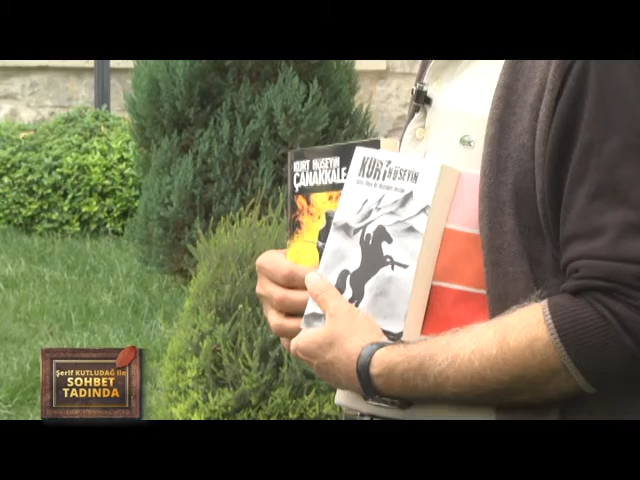 KURT HÜSEYİN
ÇANAKKALE
KURT HÜSEYİN
Şerif KUTLUDAĞ ile
SOHBET
TADINDA